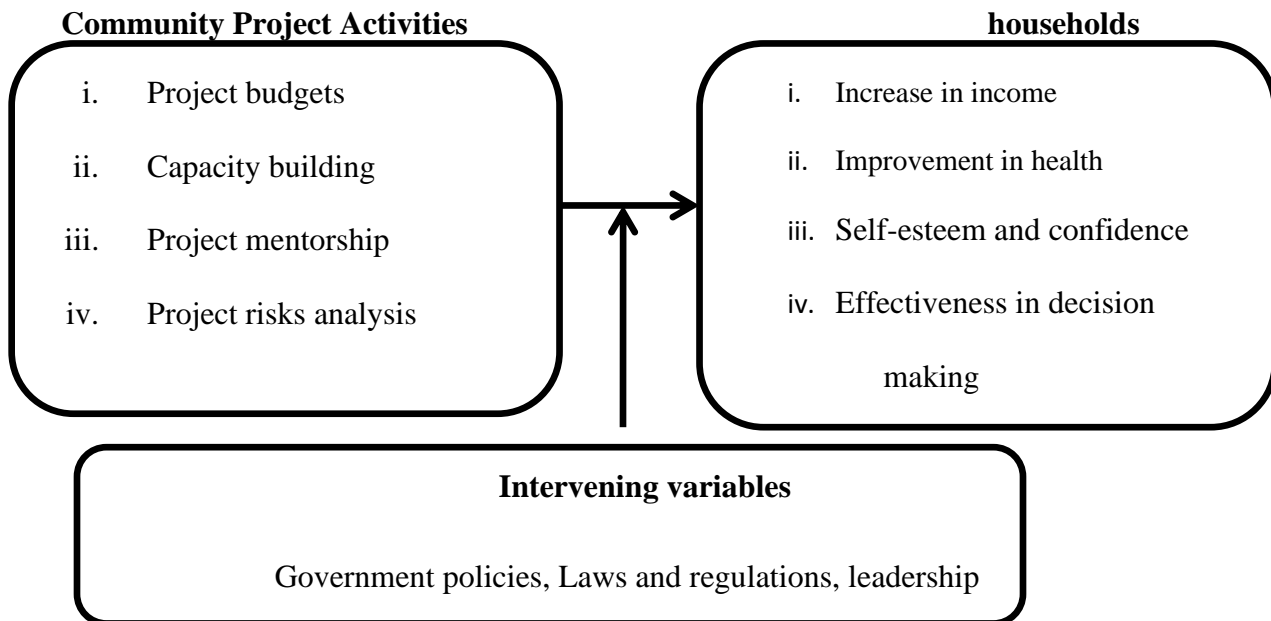 Community Project Activities
i. Project budgets
ii. Capacity building
iii. Project mentorship
iv. Project risks analysis
households
i. Increase in income
ii. Improvement in health
iii. Self-esteem and confidence
iv. Effectiveness in decision
making
Intervening variables
Government policies, Laws and regulations, leadership